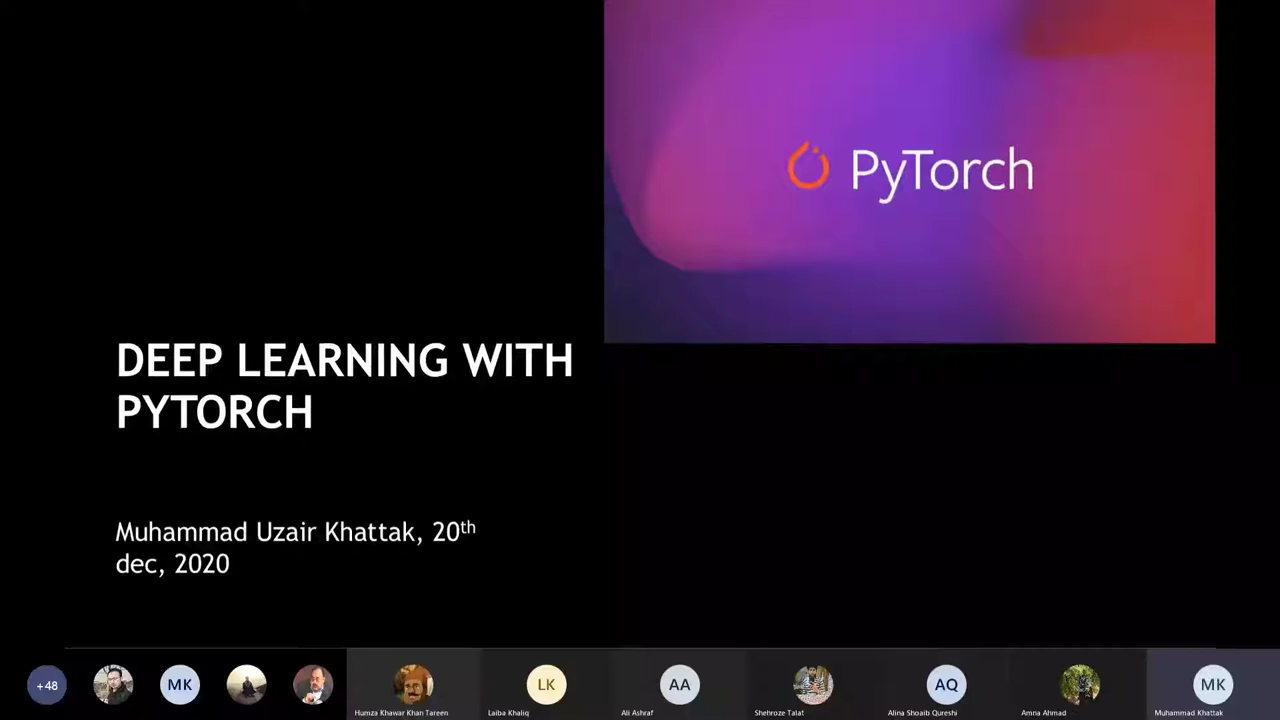 PyTorch
DEEP LEARNING WITH
PYTORCH
Muhammad Uzair Khattak, 20th
dec, 2020
+48
MK
LK
AA
AQ
MK
Humza Khawar Khan Tareen
Laiba Khaliq
Ali Ashraf
Shehroze Talat
Alina Shoaib Qureshi
Amna Ahmad
Muhammad Khattak